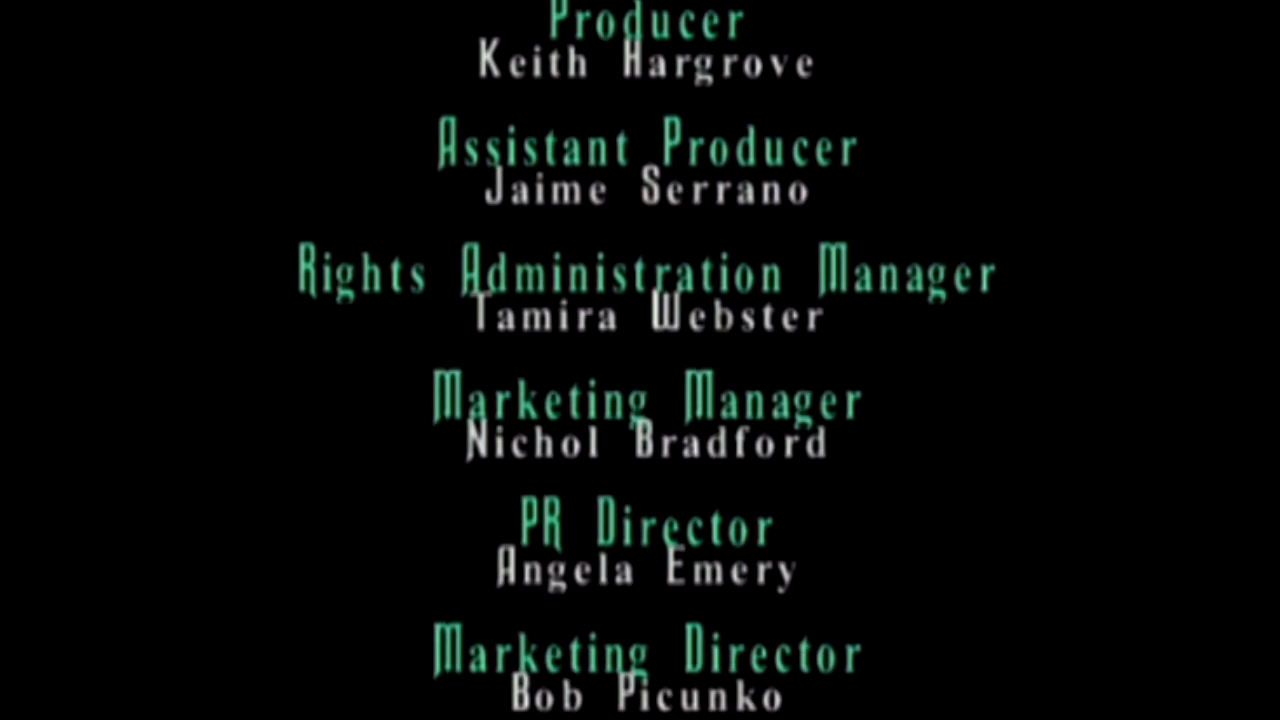 Producer
Keith Hargrove
Assistant Producer
Jaime Serrano
Rights Administration Manager
Tamira Webster
Marketing Manager
Nichol Bradford
PR Director
Angela Emery
Marketing Director
Bob Picunko